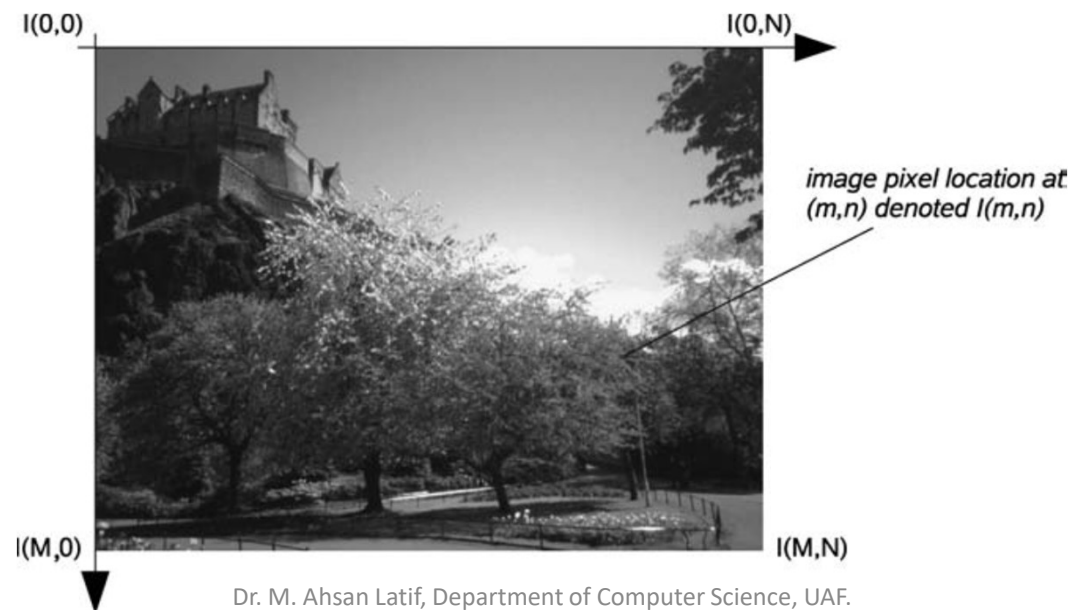 I(0,0)
I(0,N)
image pixel location at
(m,n) denoted I(m,n)
I(M,0)
I(M,N)
Dr. M. Ahsan Latif, Department of Computer Science, UAF.